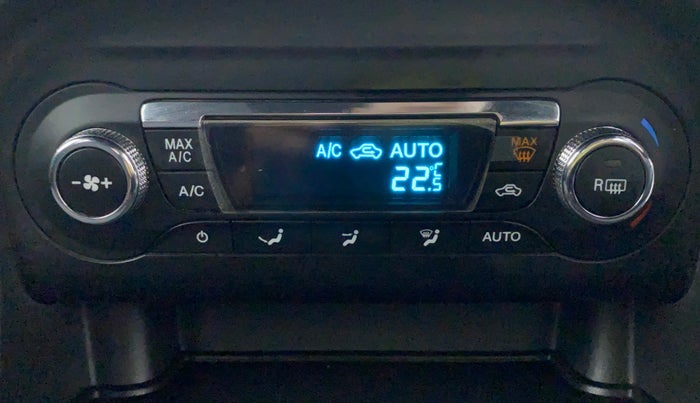 MAX
A/C
A/C AUTO
22.5°C
MAX
A/C
- +
R
AUTO